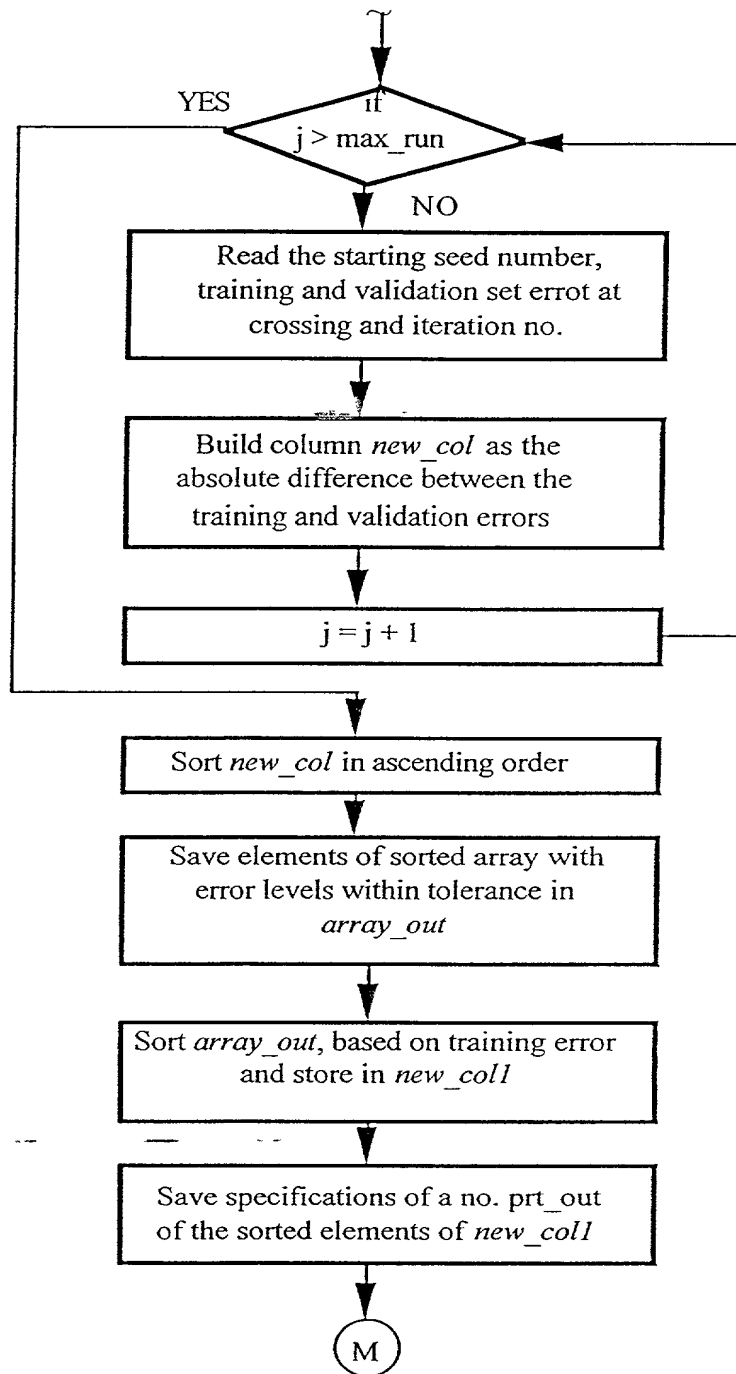 if
YES
j > max_run
NO
Read the starting seed number,
training and validation set errot at
crossing and iteration no.
Build column new_col as the
absolute difference between the
training and validation errors
j = j + 1
Sort new_col in ascending order
Save elements of sorted array with
error levels within tolerance in
array_out
Sort array_out, based on training error
and store in new_col1
Save specifications of a no. prt_out
of the sorted elements of new_col1
M